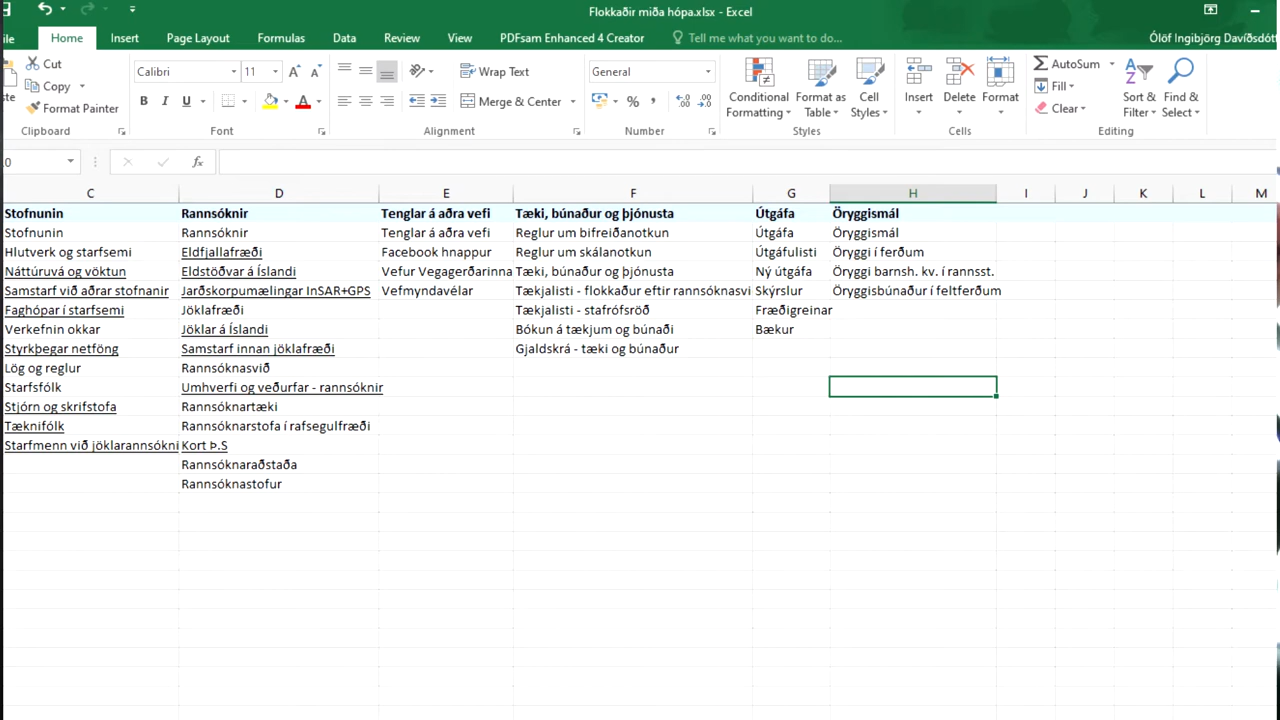 Flokkaðir miða hópa.xlsx - Excel
ile Home Insert Page Layout Formulas Data Review View PDFsam Enhanced 4 Creator Tell me what you want to do... Ólöf Ingibjörg Davíðsdótt
Cut
Copy
Format Painter
ste
Clipboard
Calibri 11
B I U
Font
Wrap Text
Merge & Center
Alignment
General
% ,
Number
Conditional Formatting
Format as Table
Cell Styles
Styles
Insert Delete Format
Cells
AutoSum
Fill
Clear
Sort & Filter
Find & Select
Editing
.0 fx
C D E F G H I J K L M
Stofnunin Rannsóknir Tenglar á aðra vefi Tæki, búnaður og þjónusta Útgáfa Öryggismál
Stofnunin Rannsóknir Tenglar á aðra vefi Reglur um bifreiðanotkun Útgáfa Öryggismál
Hlutverk og starfsemi Eldfjallafræði Facebook hnappur Reglur um skálanotkun Útgáfulisti Öryggi í ferðum
Náttúruvá og vöktun Eldstöðvar á Íslandi Vefur Vegagerðarinna Tæki, búnaður og þjónusta Ný útgáfa Öryggi barnsh. kv. í rannsst.
Samstarf við aðrar stofnanir Jarðskorpumælingar InSAR+GPS Vefmyndavélar Tækjalisti - flokkaður eftir rannsóknasvi Skýrslur Öryggisbúnaður í feltferðum
Faghópar í starfsemi Jöklafræði Tækjalisti - stafrófsröð Fræðigreinar
Verkefnin okkar Jöklar á Íslandi Bókun á tækjum og búnaði Bækur
Styrkþegar netföng Samstarf innan jöklafræði Gjaldskrá - tæki og búnaður
Lög og reglur Rannsóknasvið
Starfsfólk Umhverfi og veðurfar - rannsóknir
Stjórn og skrifstofa Rannsóknartæki
Tæknifólk Rannsóknarstofa í rafsegulfræði
Starfmenn við jöklarannsókni Kort Þ.S
Rannsóknaraðstaða
Rannsóknastofur